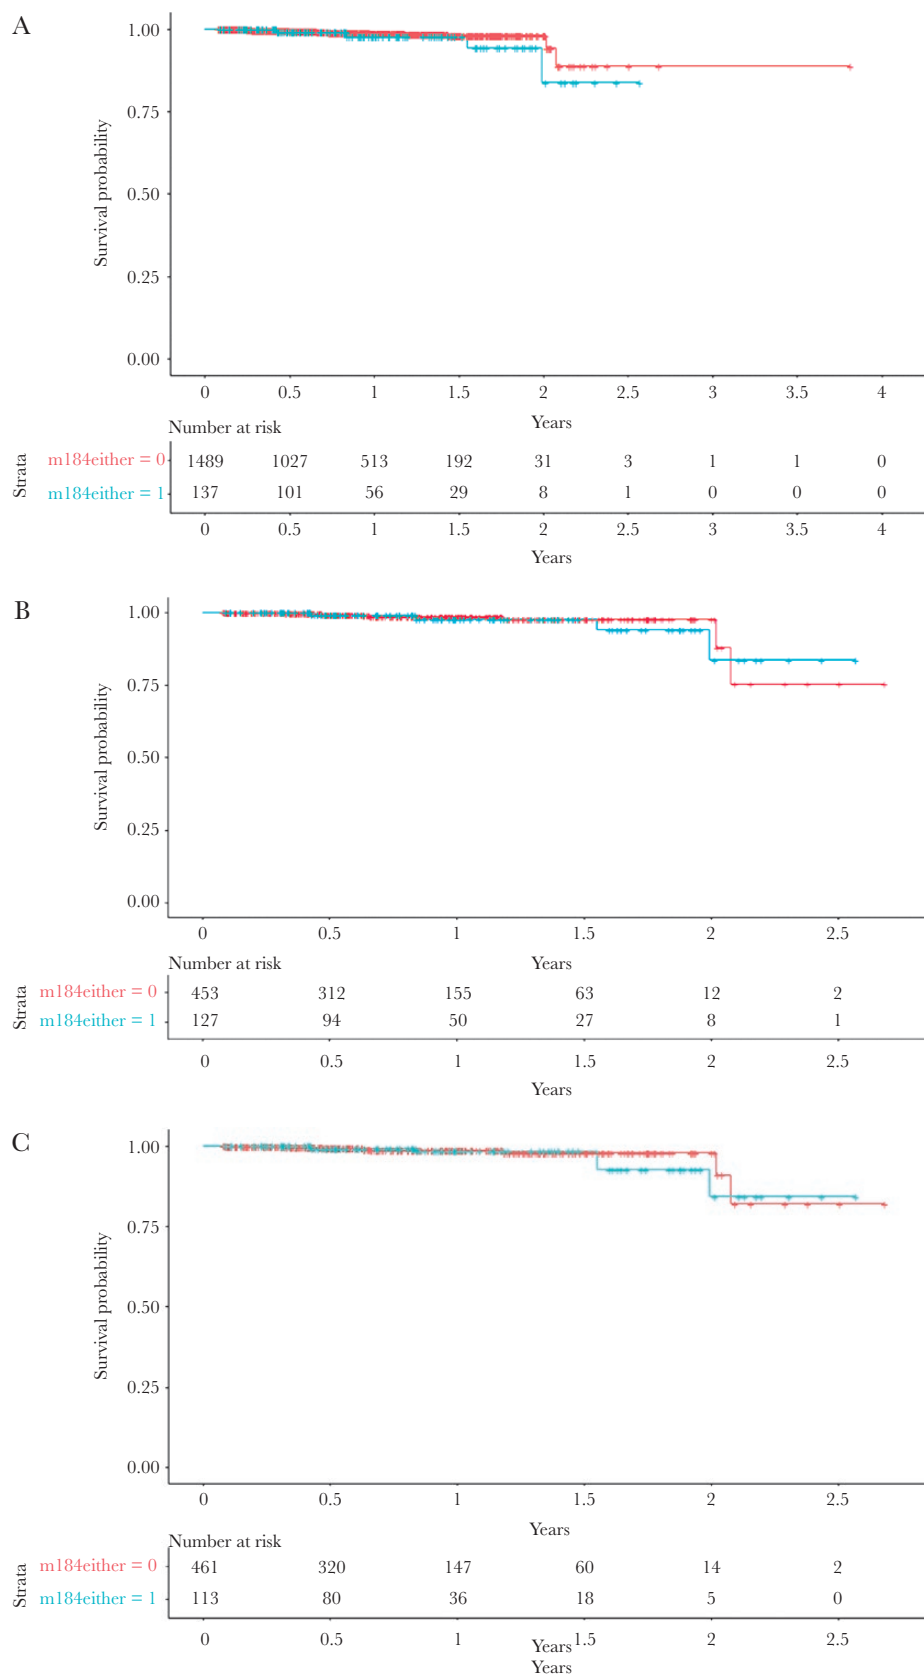 A
1.00
0.75
0.50
0.25
0.00
Survival probability
0 0.5 1 1.5 2 2.5 3 3.5 4
Years
Number at risk
Strata
m184either = 0 1489 1027 513 192 31 3 1 1 0
m184either = 1 137 101 56 29 8 1 0 0 0
0 0.5 1 1.5 2 2.5 3 3.5 4
Years
B
1.00
0.75
0.50
0.25
0.00
Survival probability
0 0.5 1 1.5 2 2.5
Years
Number at risk
Strata
m184either = 0 453 312 155 63 12 2
m184either = 1 127 94 50 27 8 1
0 0.5 1 1.5 2 2.5
Years
C
1.00
0.75
0.50
0.25
0.00
Survival probability
0 0.5 1 1.5 2 2.5
Years
Number at risk
Strata
m184either = 0 461 320 147 60 14 2
m184either = 1 113 80 36 18 5 0
0 0.5 1 1.5 2 2.5
Years
Years